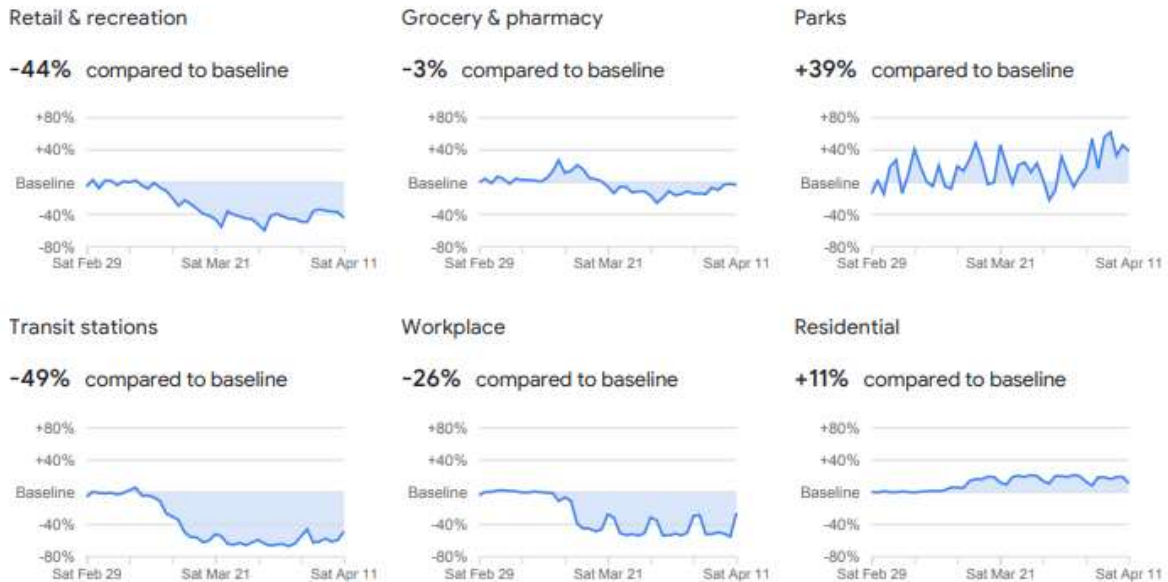 Retail & recreation
-44% compared to baseline
+80%
+40%
Baseline
-40%
-80%
Sat Feb 29 Sat Mar 21 Sat Apr 11
Grocery & pharmacy
-3% compared to baseline
+80%
+40%
Baseline
-40%
-80%
Sat Feb 29 Sat Mar 21 Sat Apr 11
Parks
+39% compared to baseline
+80%
+40%
Baseline
-40%
-80%
Sat Feb 29 Sat Mar 21 Sat Apr 11
Transit stations
-49% compared to baseline
+80%
+40%
Baseline
-40%
-80%
Sat Feb 29 Sat Mar 21 Sat Apr 11
Workplace
-26% compared to baseline
+80%
+40%
Baseline
-40%
-80%
Sat Feb 29 Sat Mar 21 Sat Apr 11
Residential
+11% compared to baseline
+80%
+40%
Baseline
-40%
-80%
Sat Feb 29 Sat Mar 21 Sat Apr 11